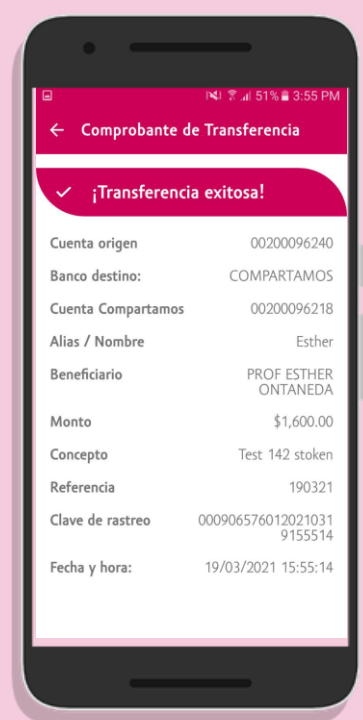 51% 3:55 PM
← Comprobante de Transferencia
✓ ¡Transferencia exitosa!
Cuenta origen 00200096240
Banco destino: COMPARTAMOS
Cuenta Compartamos 00200096218
Alias / Nombre Esther
Beneficiario PROF ESTHER
ONTANEDA
Monto $1,600.00
Concepto Test 142 stoken
Referencia 190321
Clave de rastreo 000906576012021031
9155514
Fecha y hora: 19/03/2021 15:55:14